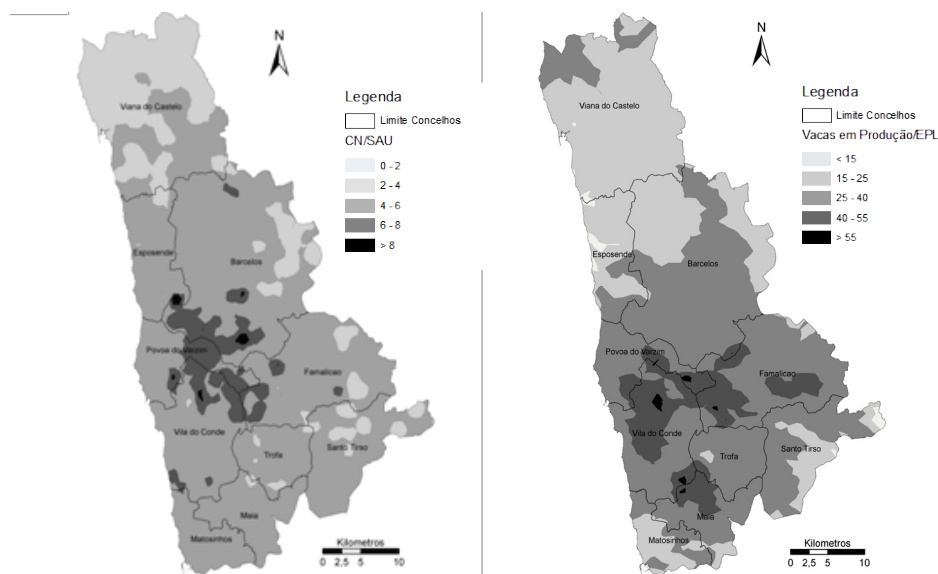 N
Viana do Castelo
Legenda
Limite Concelhos
CN/SAU
0 - 2
2 - 4
4 - 6
6 - 8
> 8
Esposende
Barcelos
Povoa do Varzim
Famalicao
Vila do Conde
Santo Tirso
Trofa
Maia
Matosinhos
Kilometros
0 2,5 5 10
N
Viana do Castelo
Legenda
Limite Concelhos
Vacas em Produção/EPL
< 15
15 - 25
25 - 40
40 - 55
> 55
Esposende
Barcelos
Povoa do Varzim
Famalicao
Vila do Conde
Santo Tirso
Trofa
Maia
Matosinhos
Kilometros
0 2,5 5 10